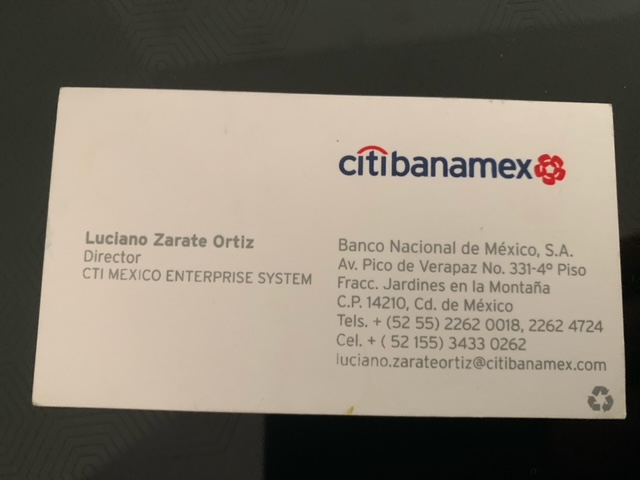 citibanamex
Luciano Zarate Ortiz
Director
CTI MEXICO ENTERPRISE SYSTEM
Banco Nacional de México, S.A.
Av. Pico de Verapaz No. 331-4º Piso
Fracc. Jardines en la Montaña
C.P. 14210, Cd. de México
Tels. + (52 55) 2262 0018, 2262 4724
Cel. + ( 52 155) 3433 0262
luciano.zarateortiz@citibanamex.com